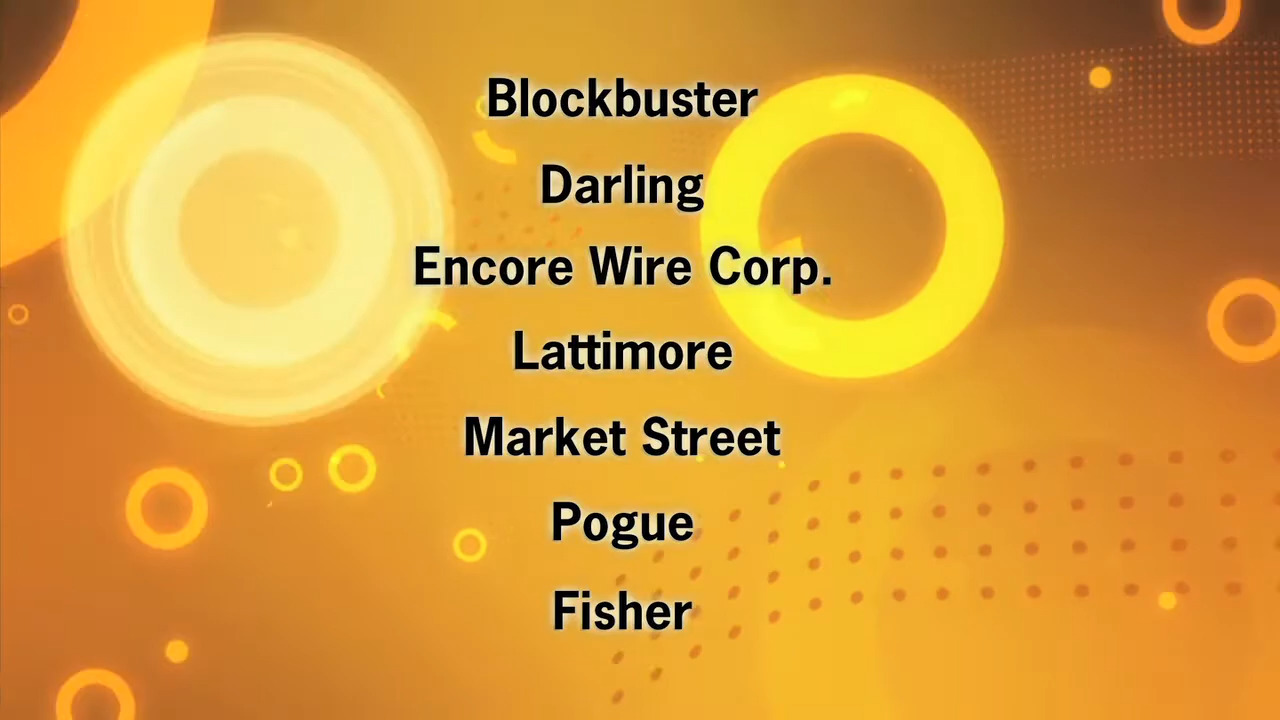 Blockbuster
Darling
Encore Wire Corp.
Lattimore
Market Street
Pogue
Fisher